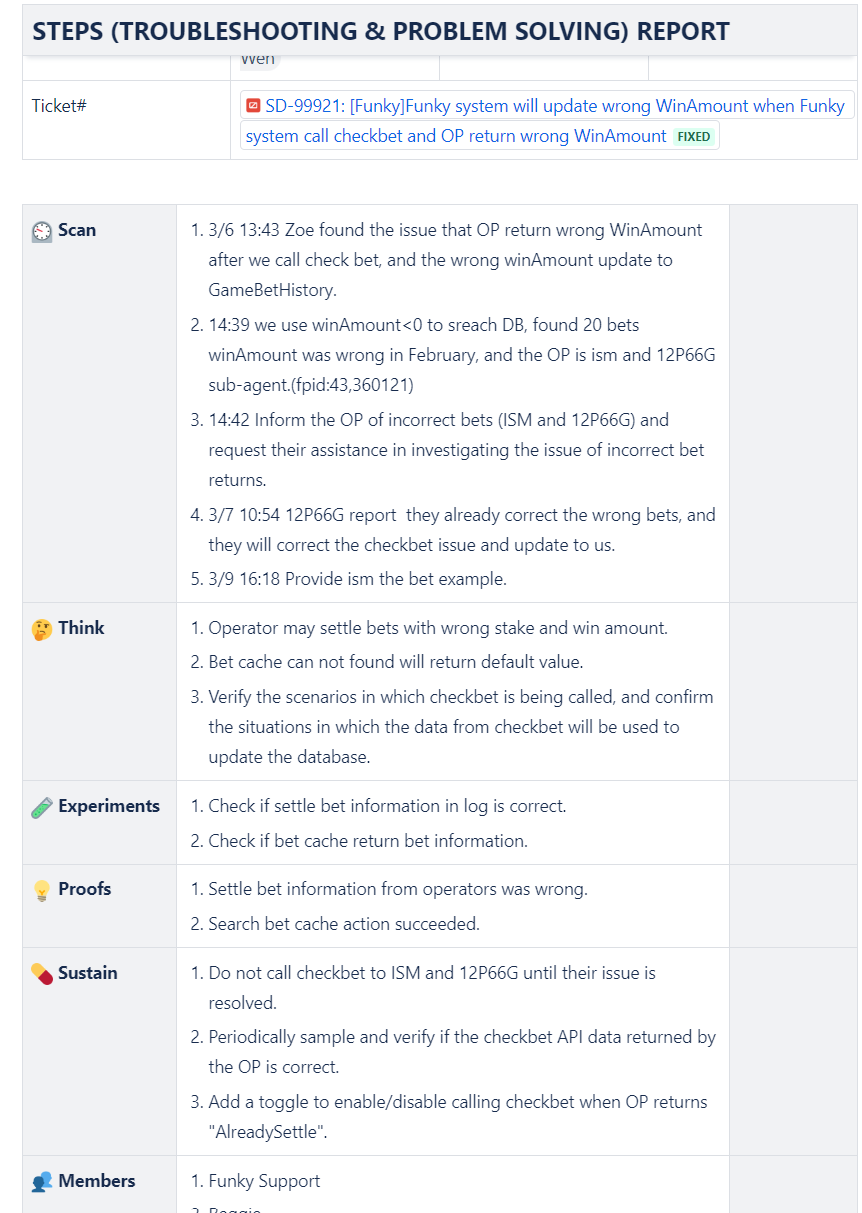 STEPS (TROUBLESHOOTING & PROBLEM SOLVING) REPORT
Wen
Ticket#
SD-99921: [Funky]Funky system will update wrong WinAmount when Funky
system call checkbet and OP return wrong WinAmount FIXED
Scan
1. 3/6 13:43 Zoe found the issue that OP return wrong WinAmount
after we call check bet, and the wrong winAmount update to
GameBetHistory.
2. 14:39 we use winAmount<0 to sreach DB, found 20 bets
winAmount was wrong in February, and the OP is ism and 12P66G
sub-agent.(fpid:43,360121)
3. 14:42 Inform the OP of incorrect bets (ISM and 12P66G) and
request their assistance in investigating the issue of incorrect bet
returns.
4. 3/7 10:54 12P66G report  they already correct the wrong bets, and
they will correct the checkbet issue and update to us.
5. 3/9 16:18 Provide ism the bet example.
Think
1. Operator may settle bets with wrong stake and win amount.
2. Bet cache can not found will return default value.
3. Verify the scenarios in which checkbet is being called, and confirm
the situations in which the data from checkbet will be used to
update the database.
Experiments
1. Check if settle bet information in log is correct.
2. Check if bet cache return bet information.
Proofs
1. Settle bet information from operators was wrong.
2. Search bet cache action succeeded.
Sustain
1. Do not call checkbet to ISM and 12P66G until their issue is
resolved.
2. Periodically sample and verify if the checkbet API data returned by
the OP is correct.
3. Add a toggle to enable/disable calling checkbet when OP returns
"AlreadySettle".
Members
1. Funky Support